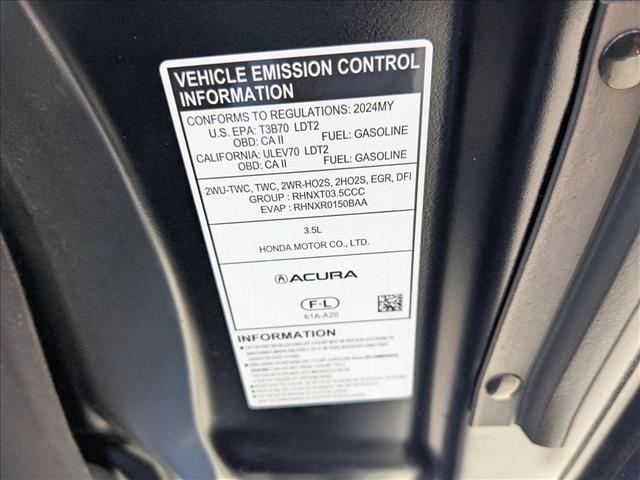 VEHICLE EMISSION CONTROL
INFORMATION
CONFORMS TO REGULATIONS: 2024MY
U.S. EPA: T3B70 LDT2
OBD: CA II FUEL: GASOLINE
CALIFORNIA: ULEV70 LDT2
OBD: CA II FUEL: GASOLINE
2WU-TWC, TWC, 2WR-HO2S, 2HO2S, EGR, DFI
GROUP : RHNXT03.5CCC
EVAP : RHNXR0150BAA
3.5L
HONDA MOTOR CO., LTD.
ACURA
F-L
61A-A20
INFORMATION